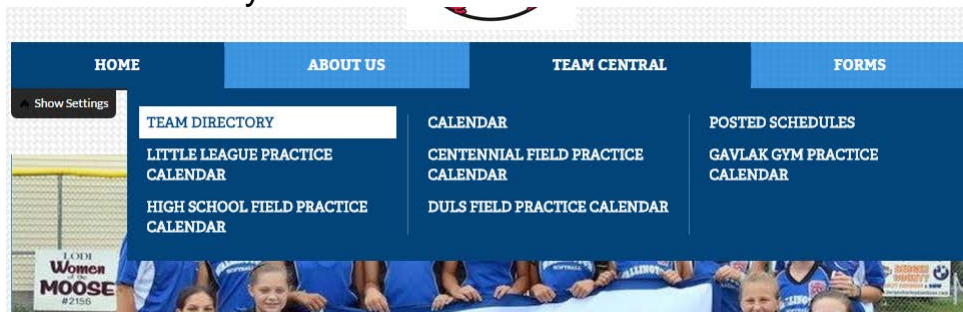 HOME ABOUT US TEAM CENTRAL FORMS
Show Settings
TEAM DIRECTORY CALENDAR POSTED SCHEDULES
LITTLE LEAGUE PRACTICE CENTENNIAL FIELD PRACTICE GAVLAK GYM PRACTICE
CALENDAR CALENDAR CALENDAR
HIGH SCHOOL FIELD PRACTICE DULS FIELD PRACTICE CALENDAR
CALENDAR
LODI
Women
of the
MOOSE
#2156
SOFTBALL